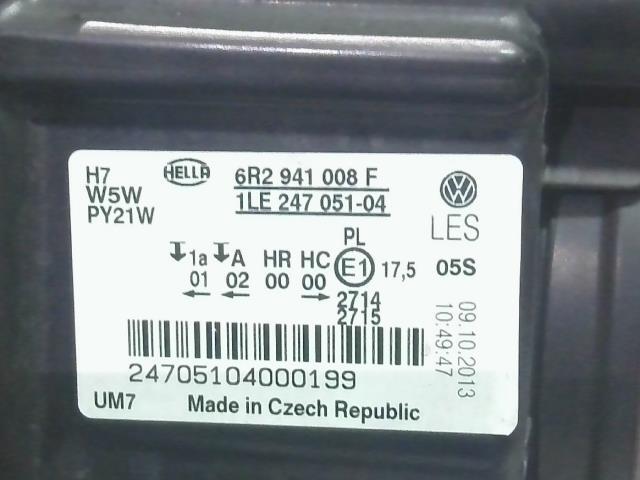 H7
W5W
PY21W
HELLA
6R2 941 008 F
1LE 247 051-04
VW
LES
05S
1a A HR HC PL
01 02 00 00 E1 17,5
2714
2715
09.10.2013
10:49:47
24705104000199
UM7
Made in Czech Republic